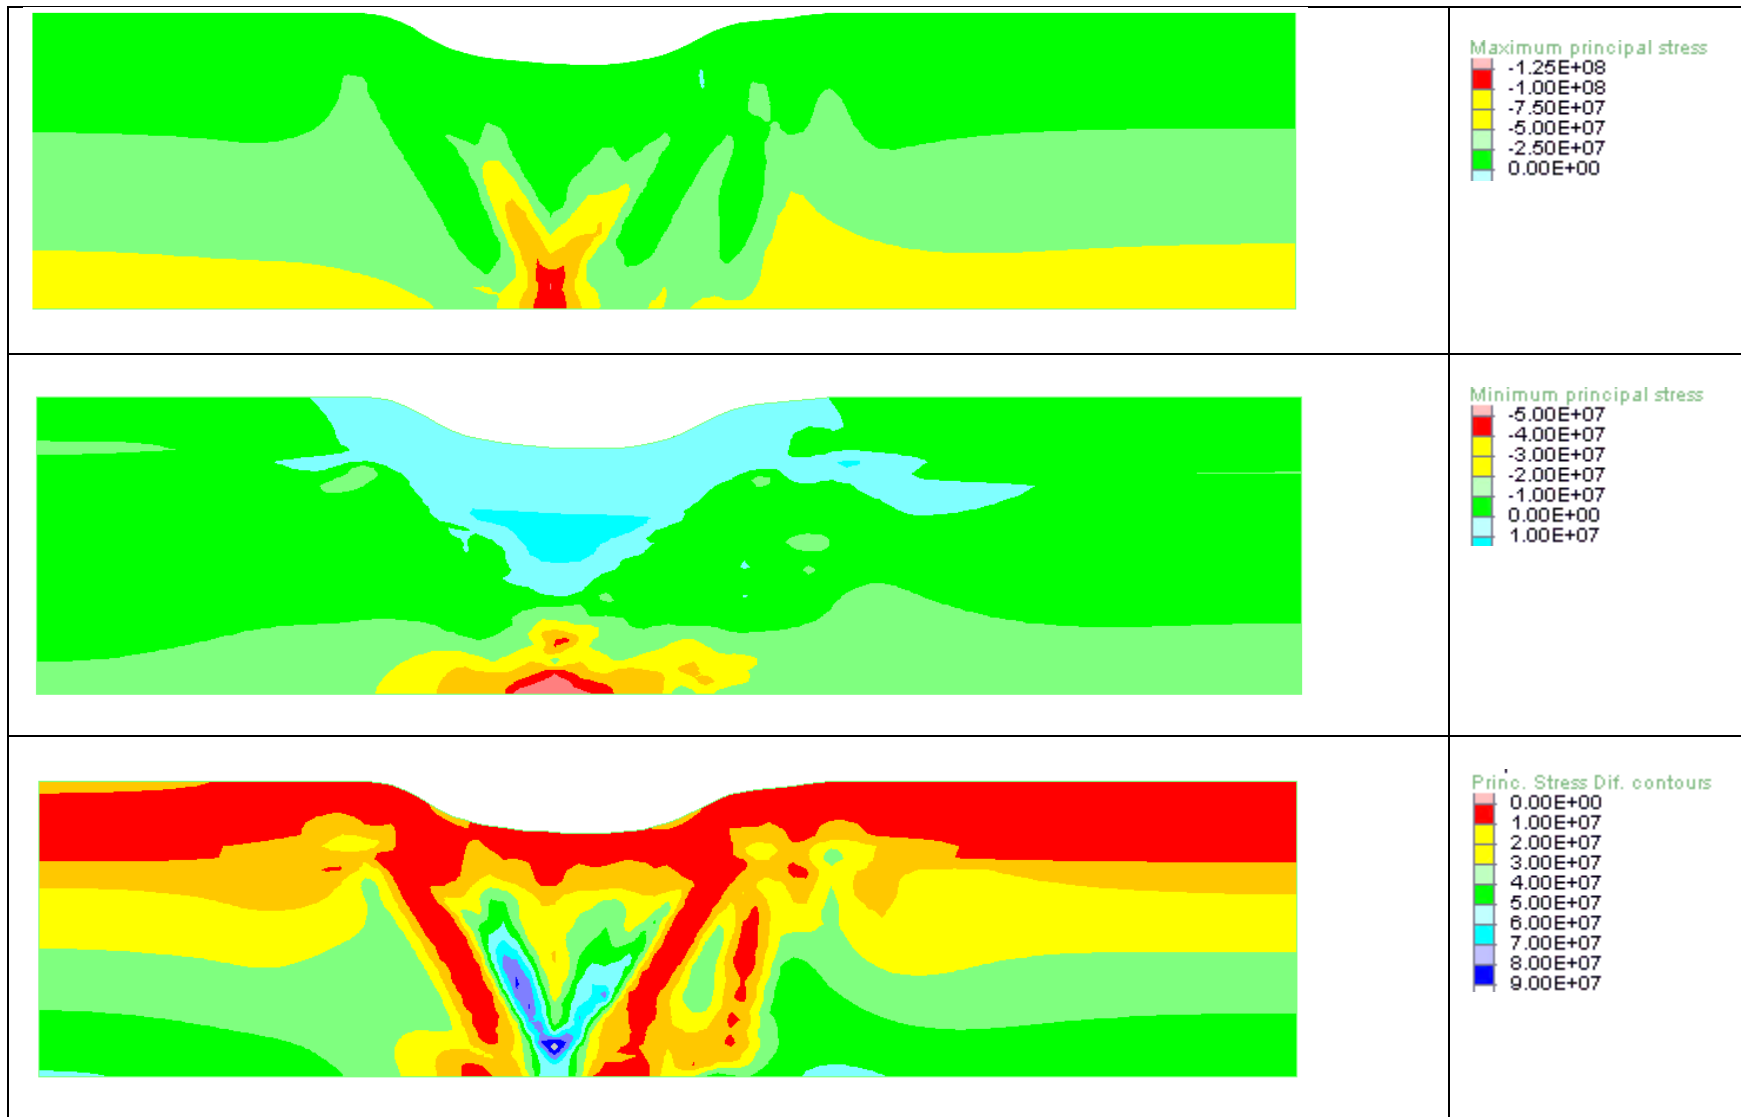 Maximum principal stress
-1.25E+08
-1.00E+08
-7.50E+07
-5.00E+07
-2.50E+07
0.00E+00
Minimum principal stress
-5.00E+07
-4.00E+07
-3.00E+07
-2.00E+07
-1.00E+07
0.00E+00
1.00E+07
Princ. Stress Dif. contours
0.00E+00
1.00E+07
2.00E+07
3.00E+07
4.00E+07
5.00E+07
6.00E+07
7.00E+07
8.00E+07
9.00E+07